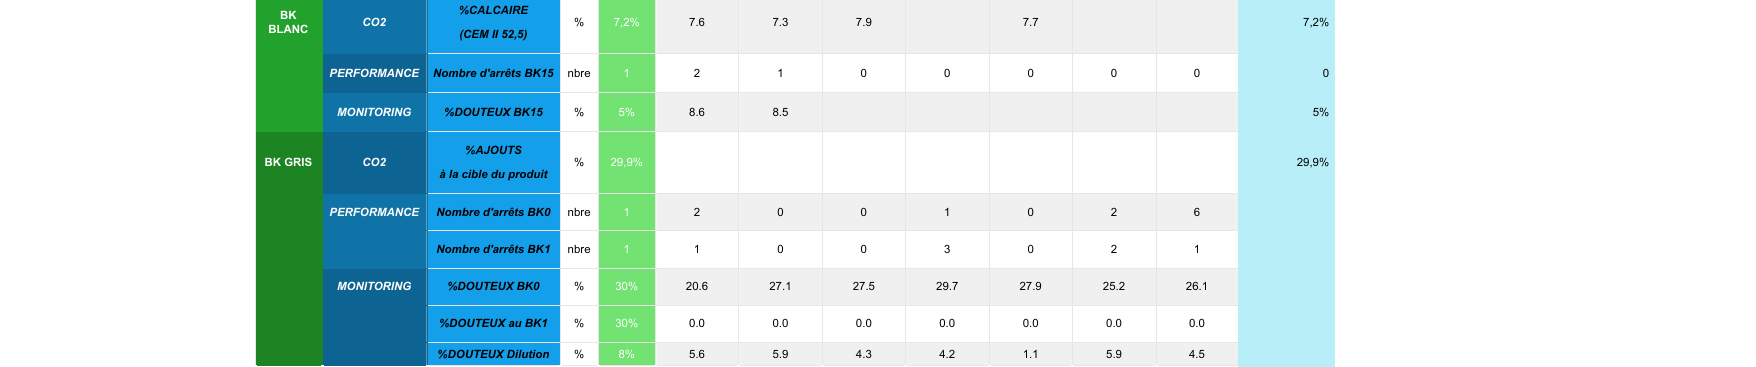 BK BLANC CO2 %CALCAIRE (CEM II 52,5) % 7,2% 7.6 7.3 7.9 7.7 7,2%
PERFORMANCE Nombre d'arrêts BK15 nbre 1 2 1 0 0 0 0 0 0
MONITORING %DOUTEUX BK15 % 5% 8.6 8.5 5%
BK GRIS CO2 %AJOUTS à la cible du produit % 29,9% 29,9%
PERFORMANCE Nombre d'arrêts BK0 nbre 1 2 0 0 1 0 2 6
Nombre d'arrêts BK1 nbre 1 1 0 0 3 0 2 1
MONITORING %DOUTEUX BK0 % 30% 20.6 27.1 27.5 29.7 27.9 25.2 26.1
%DOUTEUX au BK1 % 30% 0.0 0.0 0.0 0.0 0.0 0.0 0.0
%DOUTEUX Dilution % 8% 5.6 5.9 4.3 4.2 1.1 5.9 4.5